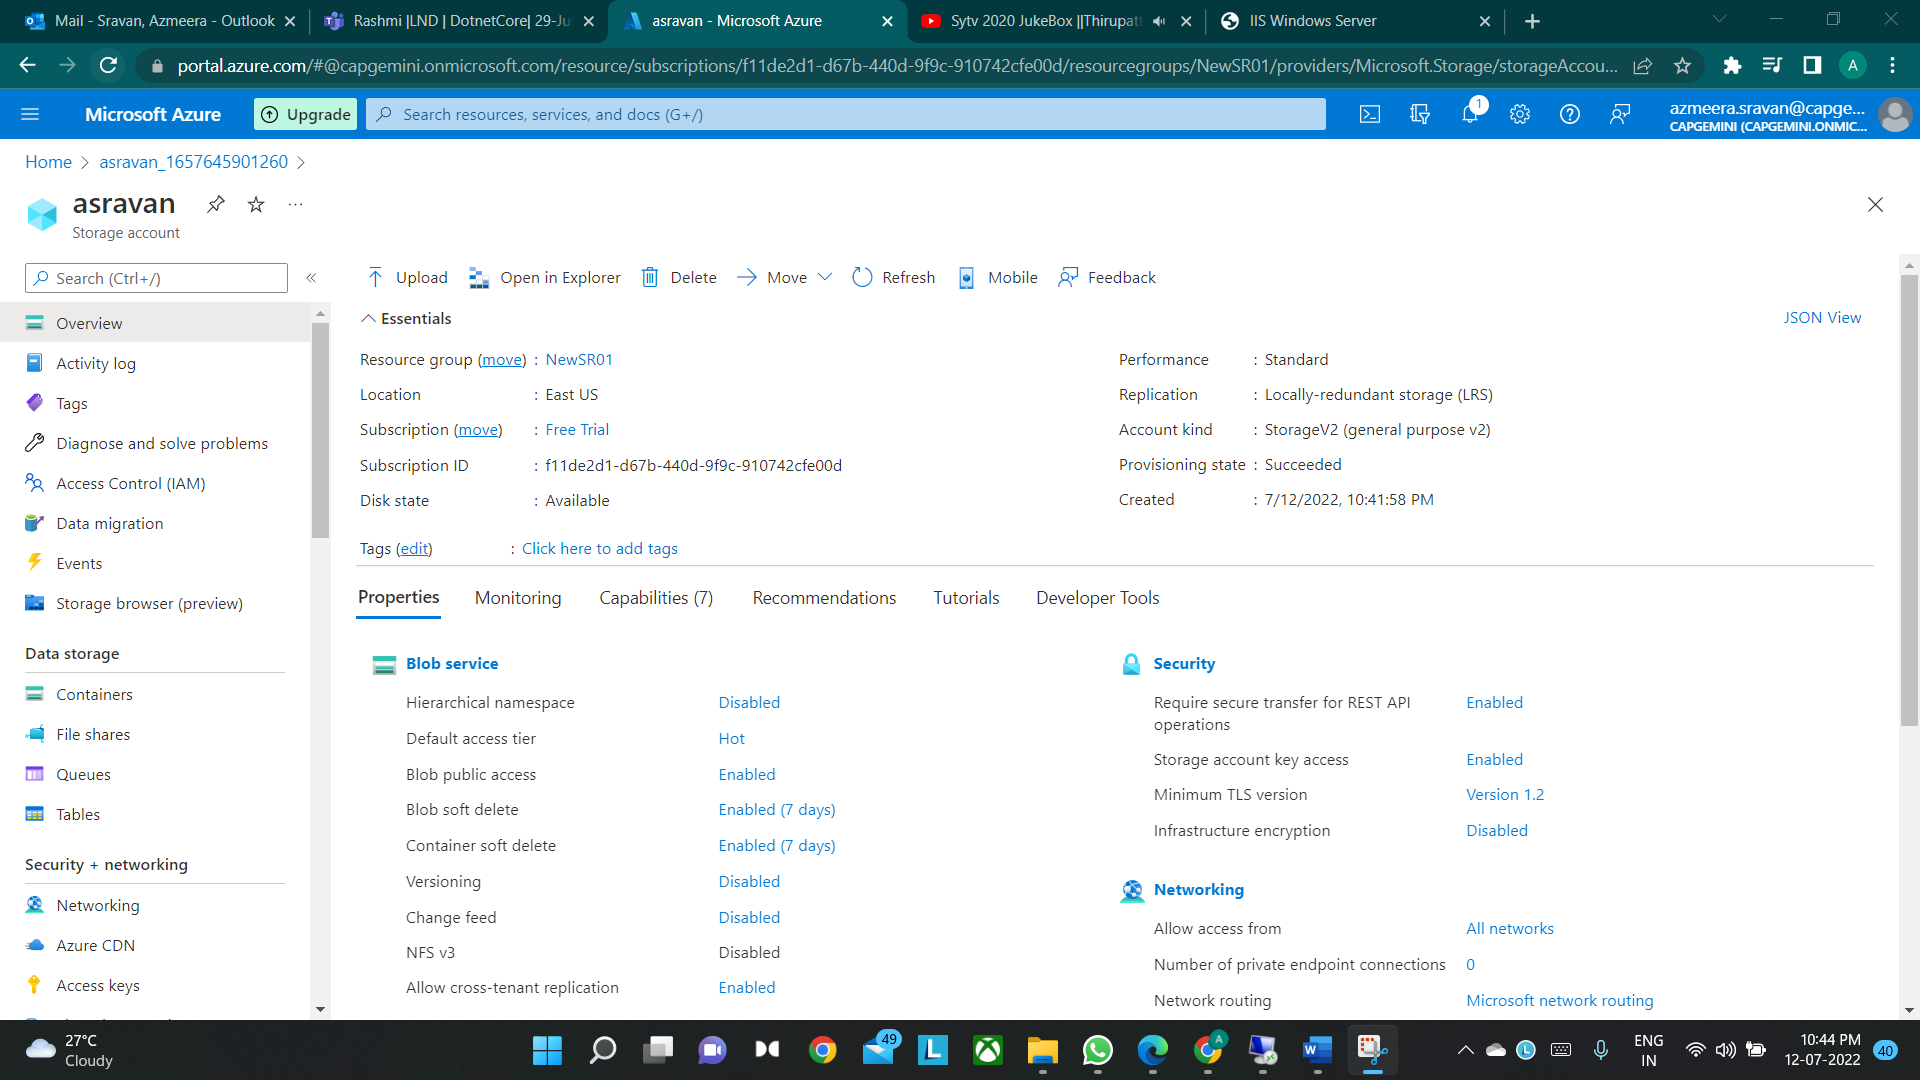 Mail - Sravan, Azmeera - Outlook
Rashmi |LND | DotnetCore| 29-Ju
asravan - Microsoft Azure
Sytv 2020 JukeBox ||Thirupat
IIS Windows Server
portal.azure.com/#@capgemini.onmicrosoft.com/resource/subscriptions/f11de2d1-d67b-440d-9f9c-910742cfe00d/resourcegroups/NewSR01/providers/Microsoft.Storage/storageAccou...
A
Microsoft Azure
Upgrade
Search resources, services, and docs (G+/)
1
azmeera.sravan@capge...
CAPGEMINI (CAPGEMINI.ONMIC...
Home > asravan_1657645901260 >
asravan
...
Storage account
Search (Ctrl+/)
«
Overview
Activity log
Tags
Diagnose and solve problems
Access Control (IAM)
Data migration
Events
Storage browser (preview)
Data storage
Containers
File shares
Queues
Tables
Security + networking
Networking
Azure CDN
Access keys
Upload
Open in Explorer
Delete
Move
Refresh
Mobile
Feedback
Essentials
JSON View
Resource group (move) : NewSR01
Location : East US
Subscription (move) : Free Trial
Subscription ID : f11de2d1-d67b-440d-9f9c-910742cfe00d
Disk state : Available
Performance : Standard
Replication : Locally-redundant storage (LRS)
Account kind : StorageV2 (general purpose v2)
Provisioning state : Succeeded
Created : 7/12/2022, 10:41:58 PM
Tags (edit) : Click here to add tags
Properties
Monitoring
Capabilities (7)
Recommendations
Tutorials
Developer Tools
Blob service
Hierarchical namespace Disabled
Default access tier Hot
Blob public access Enabled
Blob soft delete Enabled (7 days)
Container soft delete Enabled (7 days)
Versioning Disabled
Change feed Disabled
NFS v3 Disabled
Allow cross-tenant replication Enabled
Security
Require secure transfer for REST API Enabled
operations
Storage account key access Enabled
Minimum TLS version Version 1.2
Infrastructure encryption Disabled
Networking
Allow access from All networks
Number of private endpoint connections 0
Network routing Microsoft network routing
27°C
Cloudy
49
L
A
W
L
ENG
IN
10:44 PM
12-07-2022
40